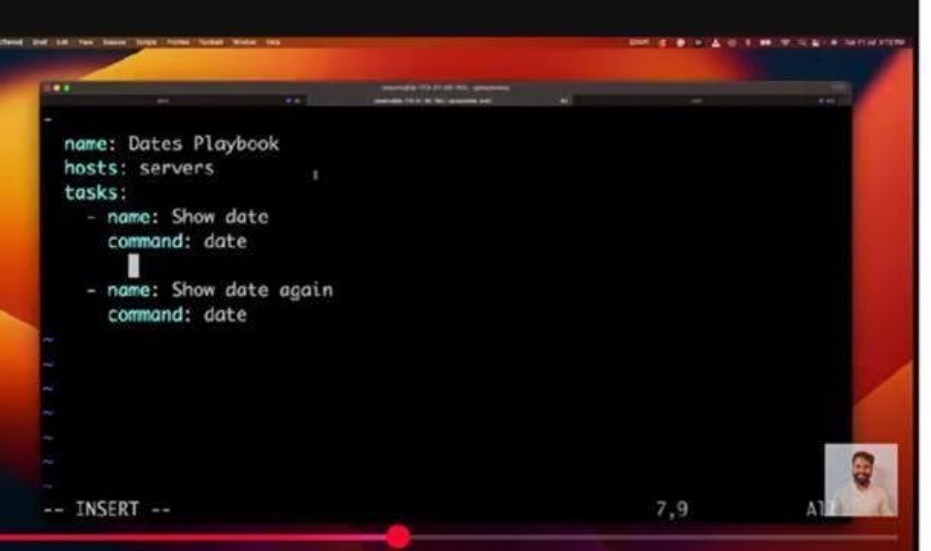 -
name: Dates Playbook
hosts: servers
tasks:
- name: Show date
command: date
- name: Show date again
command: date
~
~
~
~
~
~
~
-- INSERT --
7,9